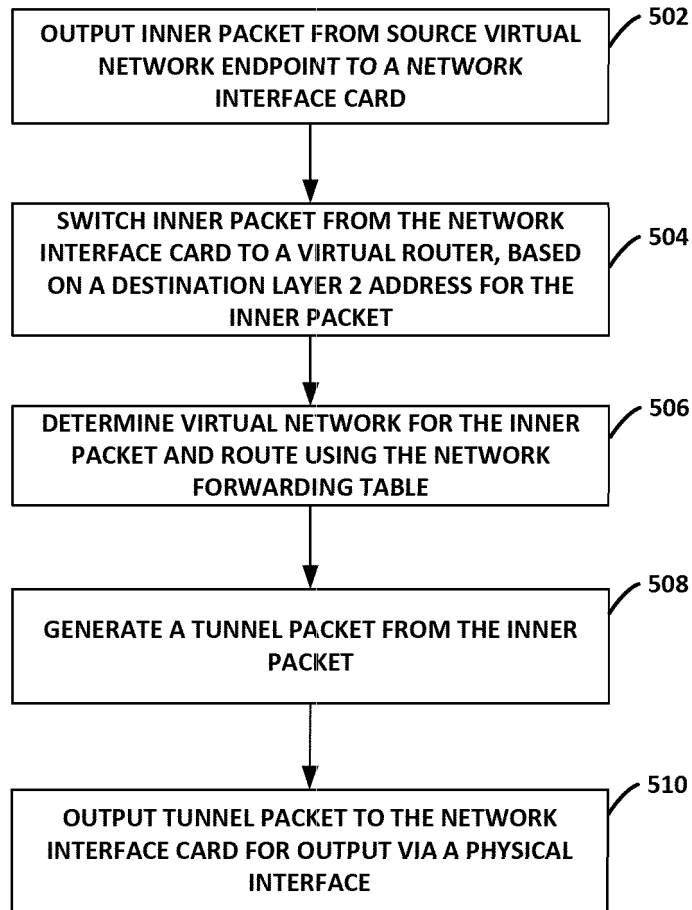 OUTPUT INNER PACKET FROM SOURCE VIRTUAL
NETWORK ENDPOINT TO A NETWORK
INTERFACE CARD
502
SWITCH INNER PACKET FROM THE NETWORK
INTERFACE CARD TO A VIRTUAL ROUTER, BASED
ON A DESTINATION LAYER 2 ADDRESS FOR THE
INNER PACKET
504
DETERMINE VIRTUAL NETWORK FOR THE INNER
PACKET AND ROUTE USING THE NETWORK
FORWARDING TABLE
506
GENERATE A TUNNEL PACKET FROM THE INNER
PACKET
508
OUTPUT TUNNEL PACKET TO THE NETWORK
INTERFACE CARD FOR OUTPUT VIA A PHYSICAL
INTERFACE
510